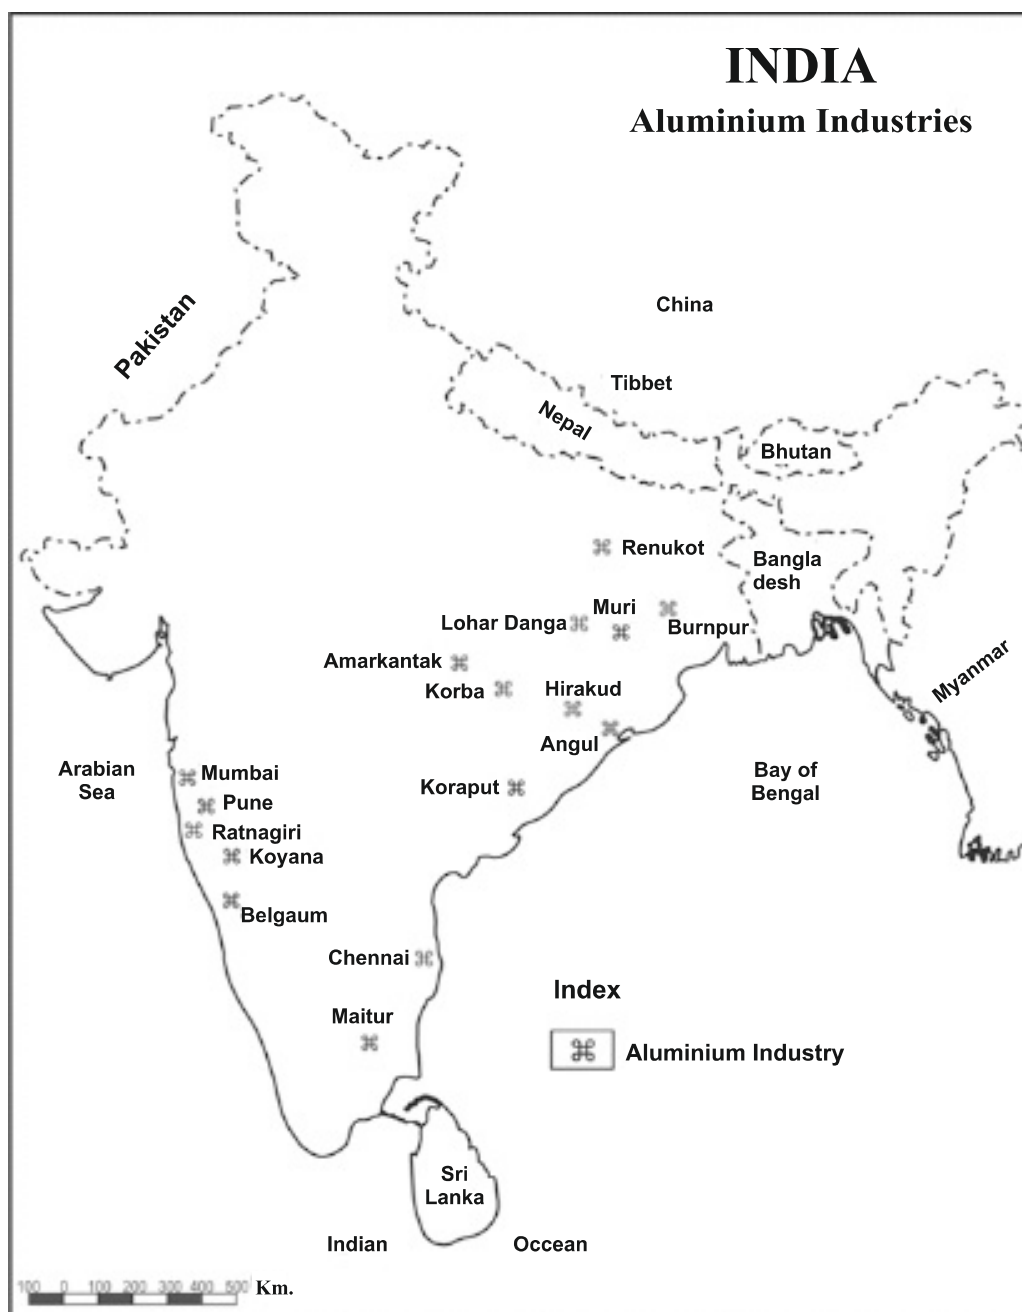 INDIA
Aluminium Industries
China
Pakistan
Tibbet
Nepal
Bhutan
Renukot
Bangla
desh
Muri
Lohar Danga
Burnpur
Amarkantak
Myanmar
Korba
Hirakud
Angul
Arabian
Sea
Mumbai
Bay of
Bengal
Koraput
Pune
Ratnagiri
Koyana
Belgaum
Chennai
Index
Maitur
Aluminium Industry
Sri
Lanka
Indian Occean
100 0 100 200 300 400 500 Km.